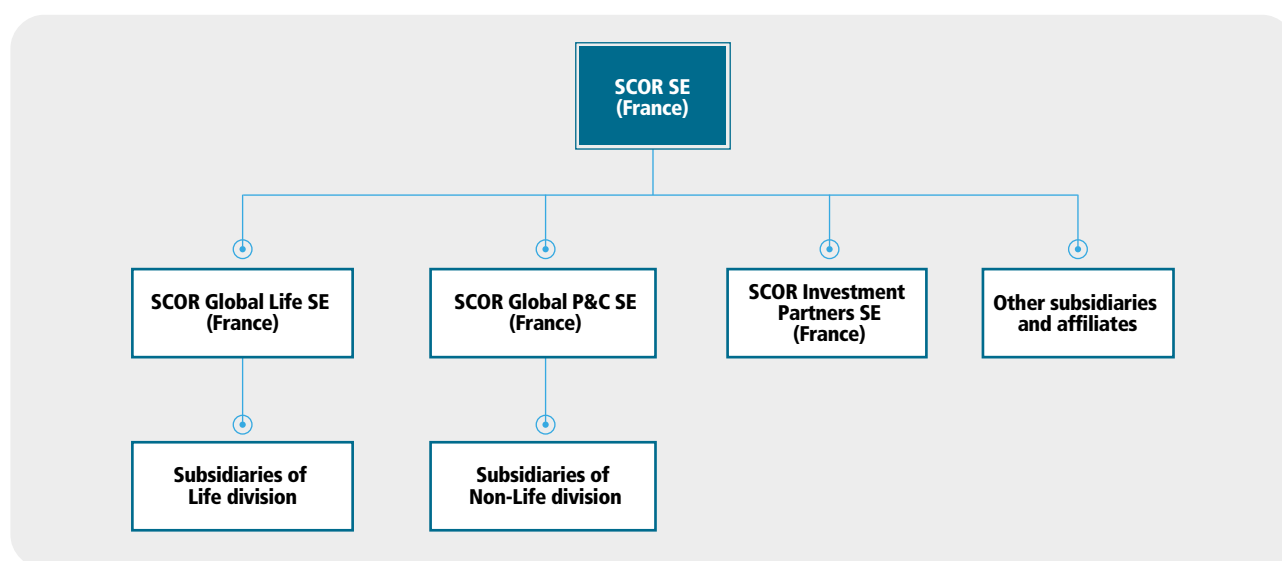 SCOR SE
(France)
SCOR Global Life SE
(France)
SCOR Global P&C SE
(France)
SCOR Investment
Partners SE
(France)
Other subsidiaries
and affiliates
Subsidiaries of
Life division
Subsidiaries of
Non-Life division